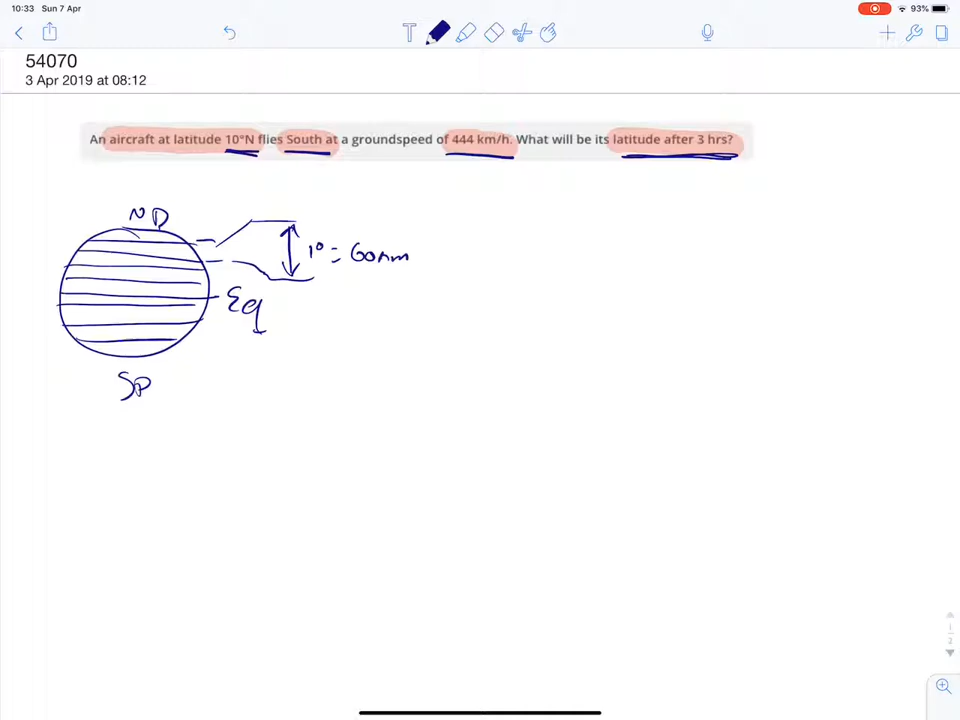 10:33 Sun 7 Apr
93%
54070
3 Apr 2019 at 08:12
An aircraft at latitude 10°N flies South at a groundspeed of 444 km/h. What will be its latitude after 3 hrs?
NP
1° = 60nm
Eq
SP
1
2